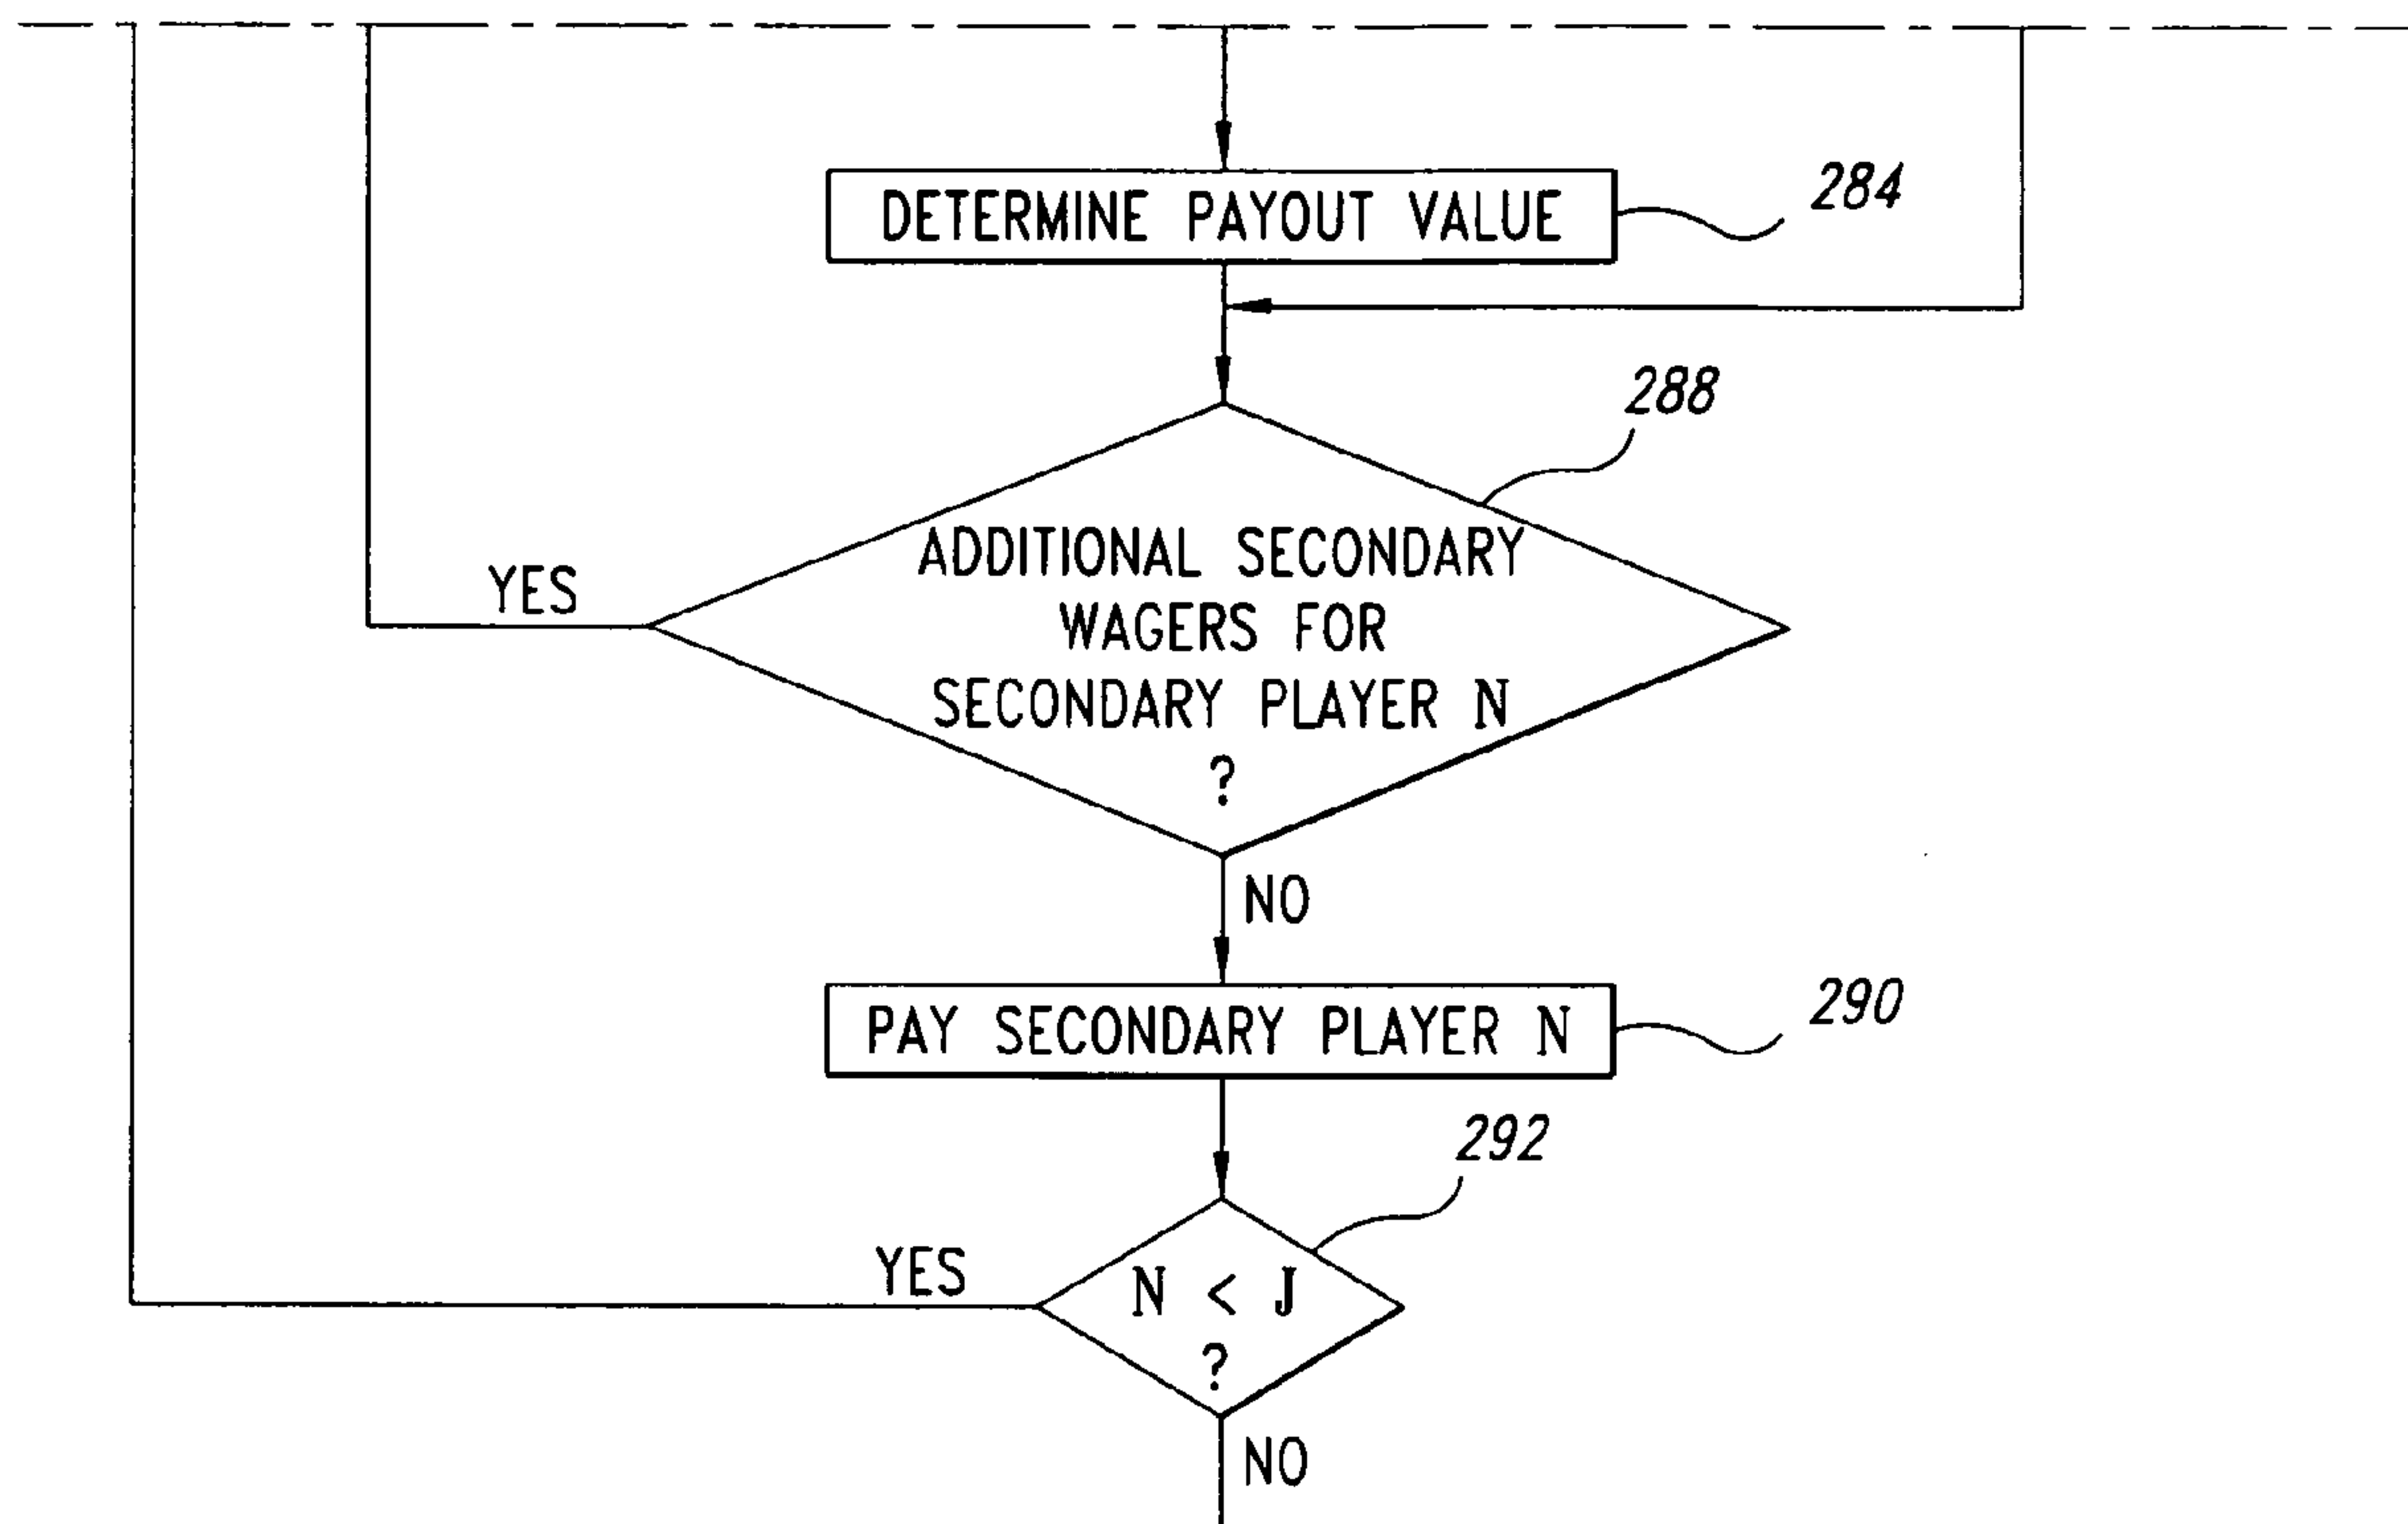 DETERMINE PAYOUT VALUE
284
288
ADDITIONAL SECONDARY
WAGERS FOR
SECONDARY PLAYER N
?
YES
NO
PAY SECONDARY PLAYER N
290
292
YES
N < J
?
NO